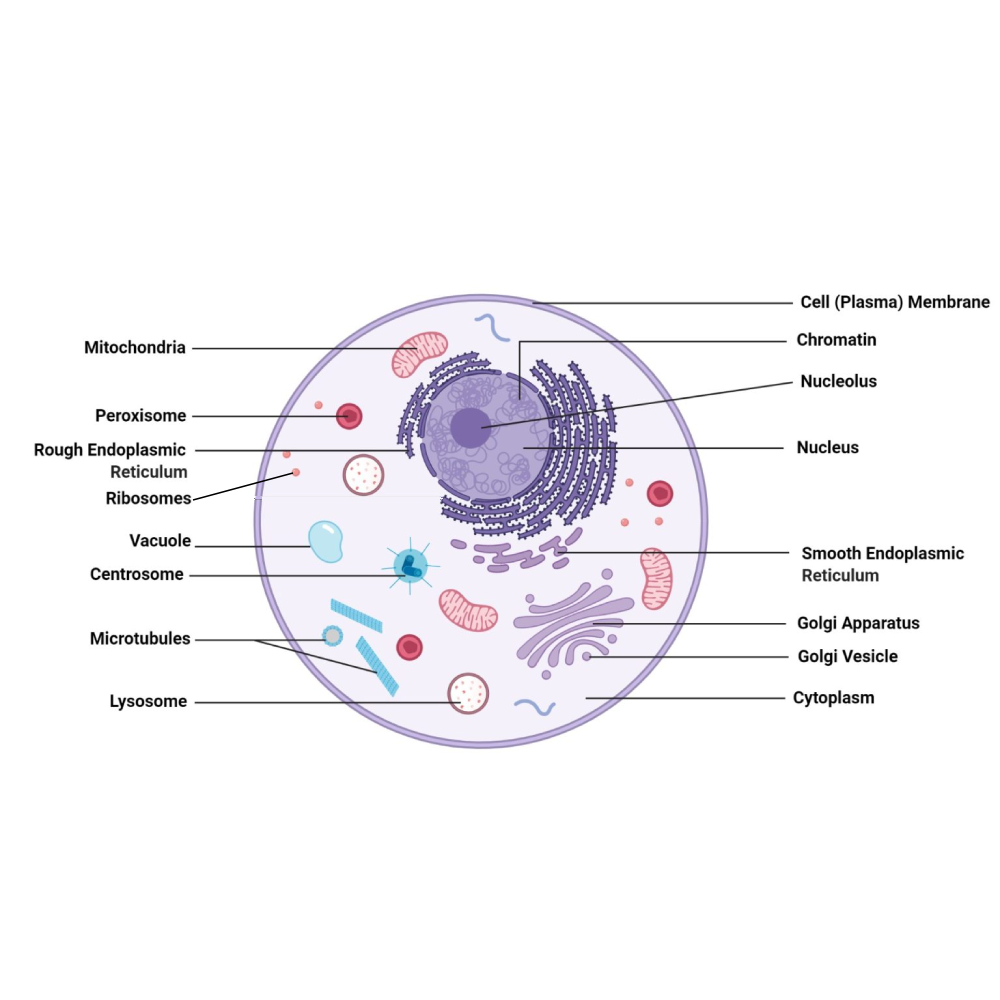 Cell (Plasma) Membrane
Chromatin
Mitochondria
Nucleolus
Peroxisome
Rough Endoplasmic
Reticulum
Nucleus
Ribosomes
Vacuole
Smooth Endoplasmic
Reticulum
Centrosome
Golgi Apparatus
Microtubules
Golgi Vesicle
Lysosome
Cytoplasm